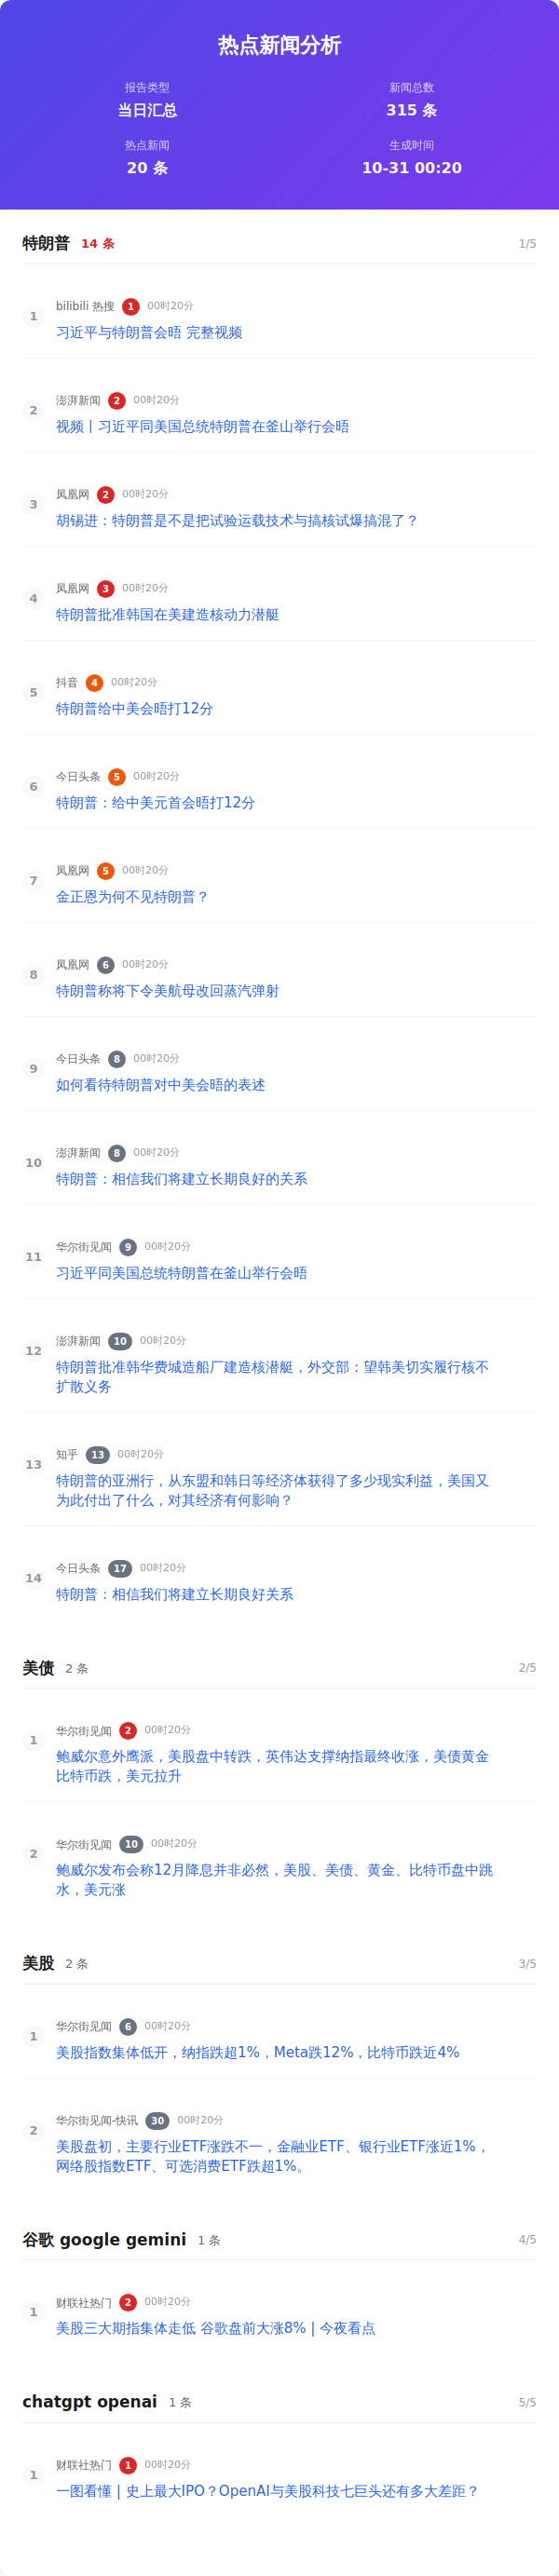 热点新闻分析
报告类型
当日汇总
新闻总数
315 条
热点新闻
20 条
生成时间
10-31 00:20
特朗普 14 条 1/5
1
bilibili 热搜 1 00时20分
习近平与特朗普会晤 完整视频
2
澎湃新闻 2 00时20分
视频丨习近平同美国总统特朗普在釜山举行会晤
3
凤凰网 2 00时20分
胡锡进：特朗普是不是把试验运载技术与搞核试爆搞混了？
4
凤凰网 3 00时20分
特朗普批准韩国在美建造核动力潜艇
5
抖音 4 00时20分
特朗普给中美会晤打12分
6
今日头条 5 00时20分
特朗普：给中美元首会晤打12分
7
凤凰网 5 00时20分
金正恩为何不见特朗普？
8
凤凰网 6 00时20分
特朗普称将下令美航母改回蒸汽弹射
9
今日头条 8 00时20分
如何看待特朗普对中美会晤的表述
10
澎湃新闻 8 00时20分
特朗普：相信我们将建立长期良好的关系
11
华尔街见闻 9 00时20分
习近平同美国总统特朗普在釜山举行会晤
12
澎湃新闻 10 00时20分
特朗普批准韩华费城造船厂建造核潜艇，外交部：望韩美切实履行核不
扩散义务
13
知乎 13 00时20分
特朗普的亚洲行，从东盟和韩日等经济体获得了多少现实利益，美国又
为此付出了什么，对其经济有何影响？
14
今日头条 17 00时20分
特朗普：相信我们将建立长期良好关系
美债 2 条 2/5
1
华尔街见闻 2 00时20分
鲍威尔意外鹰派，美股盘中转跌，英伟达支撑纳指最终收涨，美债黄金
比特币跌，美元拉升
2
华尔街见闻 10 00时20分
鲍威尔发布会称12月降息并非必然，美股、美债、黄金、比特币盘中跳
水，美元涨
美股 2 条 3/5
1
华尔街见闻 6 00时20分
美股指数集体低开，纳指跌超1%，Meta跌12%，比特币跌近4%
2
华尔街见闻-快讯 30 00时20分
美股盘初，主要行业ETF涨跌不一，金融业ETF、银行业ETF涨近1%，
网络股指数ETF、可选消费ETF跌超1%。
谷歌 google gemini 1 条 4/5
1
财联社热门 2 00时20分
美股三大期指集体走低 谷歌盘前大涨8% | 今夜看点
chatgpt openai 1 条 5/5
1
财联社热门 1 00时20分
一图看懂 | 史上最大IPO？OpenAI与美股科技七巨头还有多大差距？